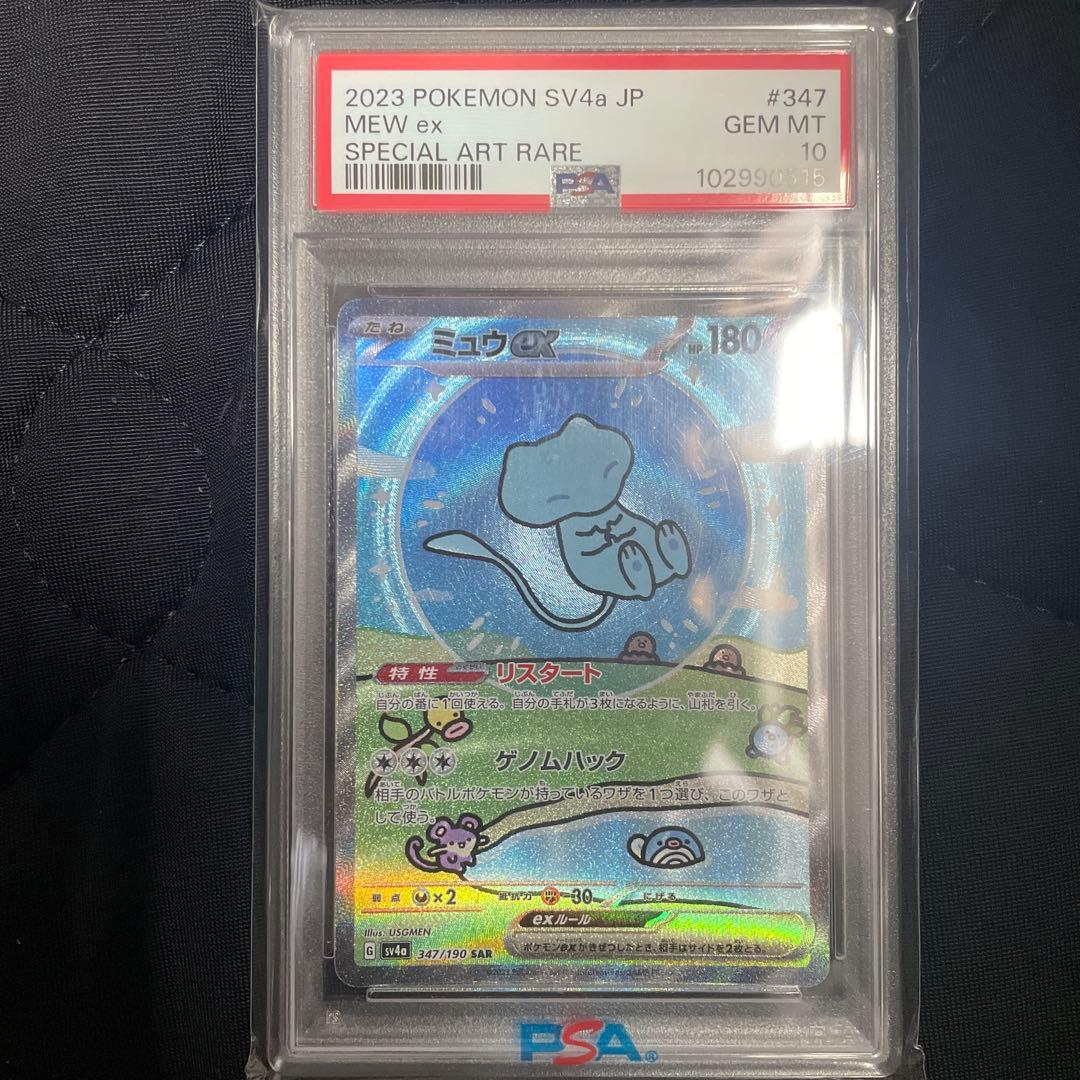 2023 POKEMON SV4a JP #347
MEW ex GEM MT
SPECIAL ART RARE 10
PSA
たね ミュウex HP 180
特性 リスタート
自分の番に1回使える。自分の手札が3枚になるように、山札を引く。
ゲノムハック
相手のバトルポケモンが持っているワザを1つ選び、このワザと
して使う。
弱点 ×2 抵抗力 -30 にげる
exルール
ポケモンexがきぜつしたとき、相手はサイドを2枚とる。
Illus. USGMEN
G SV4a 347/190 SAR
PSA®